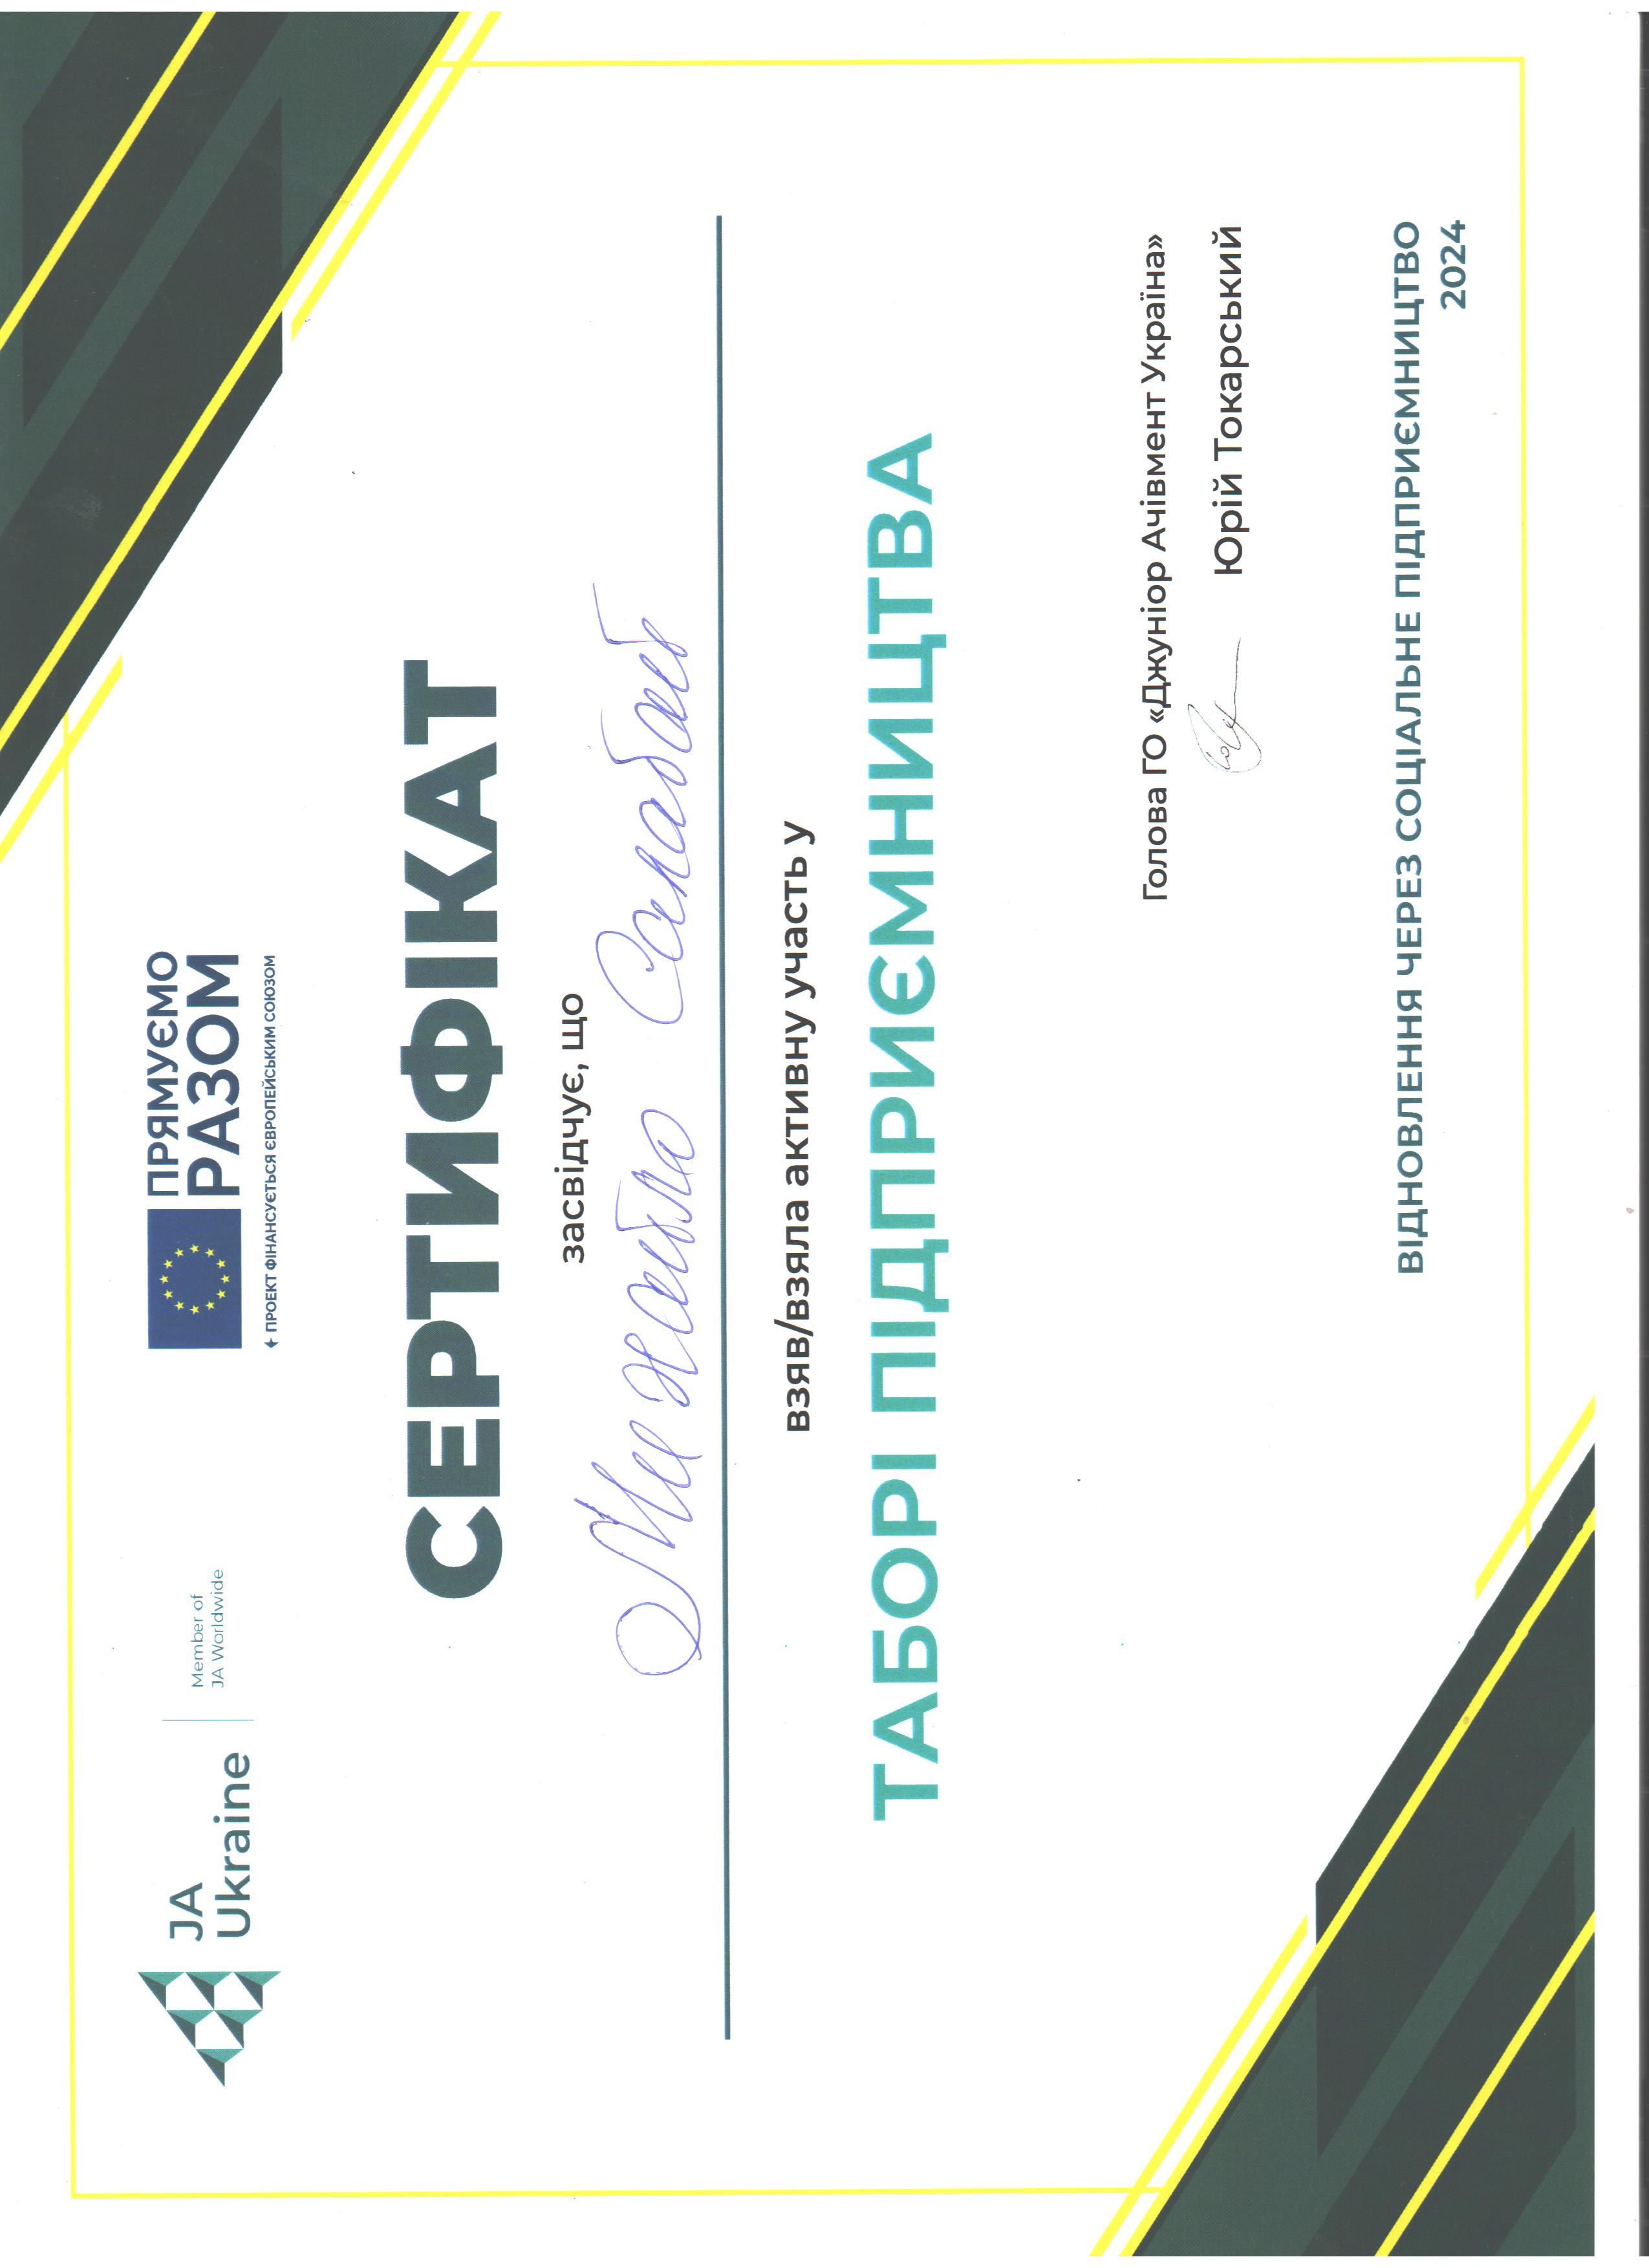 JA
Ukraine
Member of
JA Worldwide
ПРЯМУЄМО
РАЗОМ
ПРОЕКТ ФІНАНСУЄТЬСЯ ЄВРОПЕЙСЬКИМ СОЮЗОМ
СЕРТИФІКАТ
засвідчує, що
Михайло
взяв/взяла активну участь у
ТАБОРІ ПІДПРИЄМНИЦТВА
Голова ГО «Джуніор Ачівмент Україна»
Юрій Токарський
ВІДНОВЛЕННЯ ЧЕРЕЗ СОЦІАЛЬНЕ ПІДПРИЄМНИЦТВО
2024